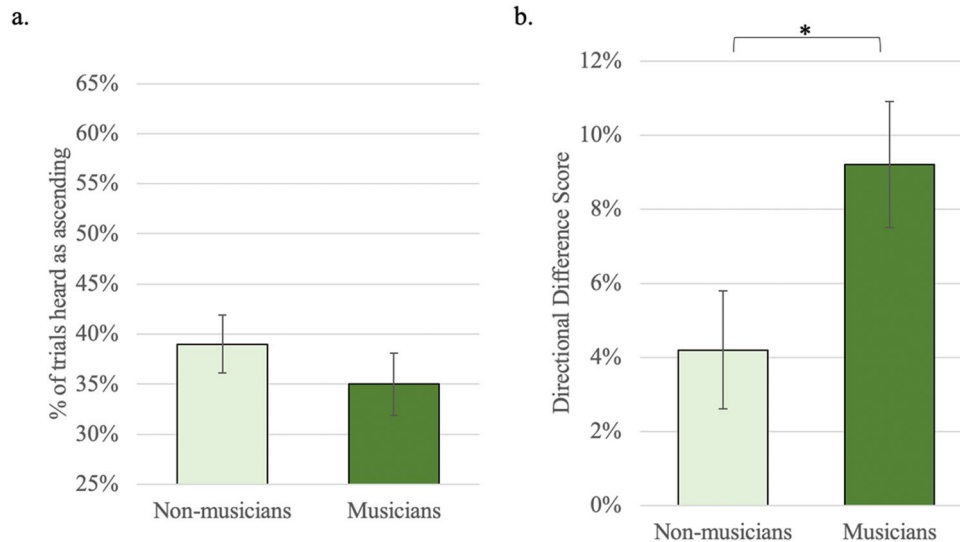 a.
% of trials heard as ascending
65%
60%
55%
50%
45%
40%
35%
30%
25%
Non-musicians
Musicians
b.
*
Directional Difference Score
12%
10%
8%
6%
4%
2%
0%
Non-musicians
Musicians